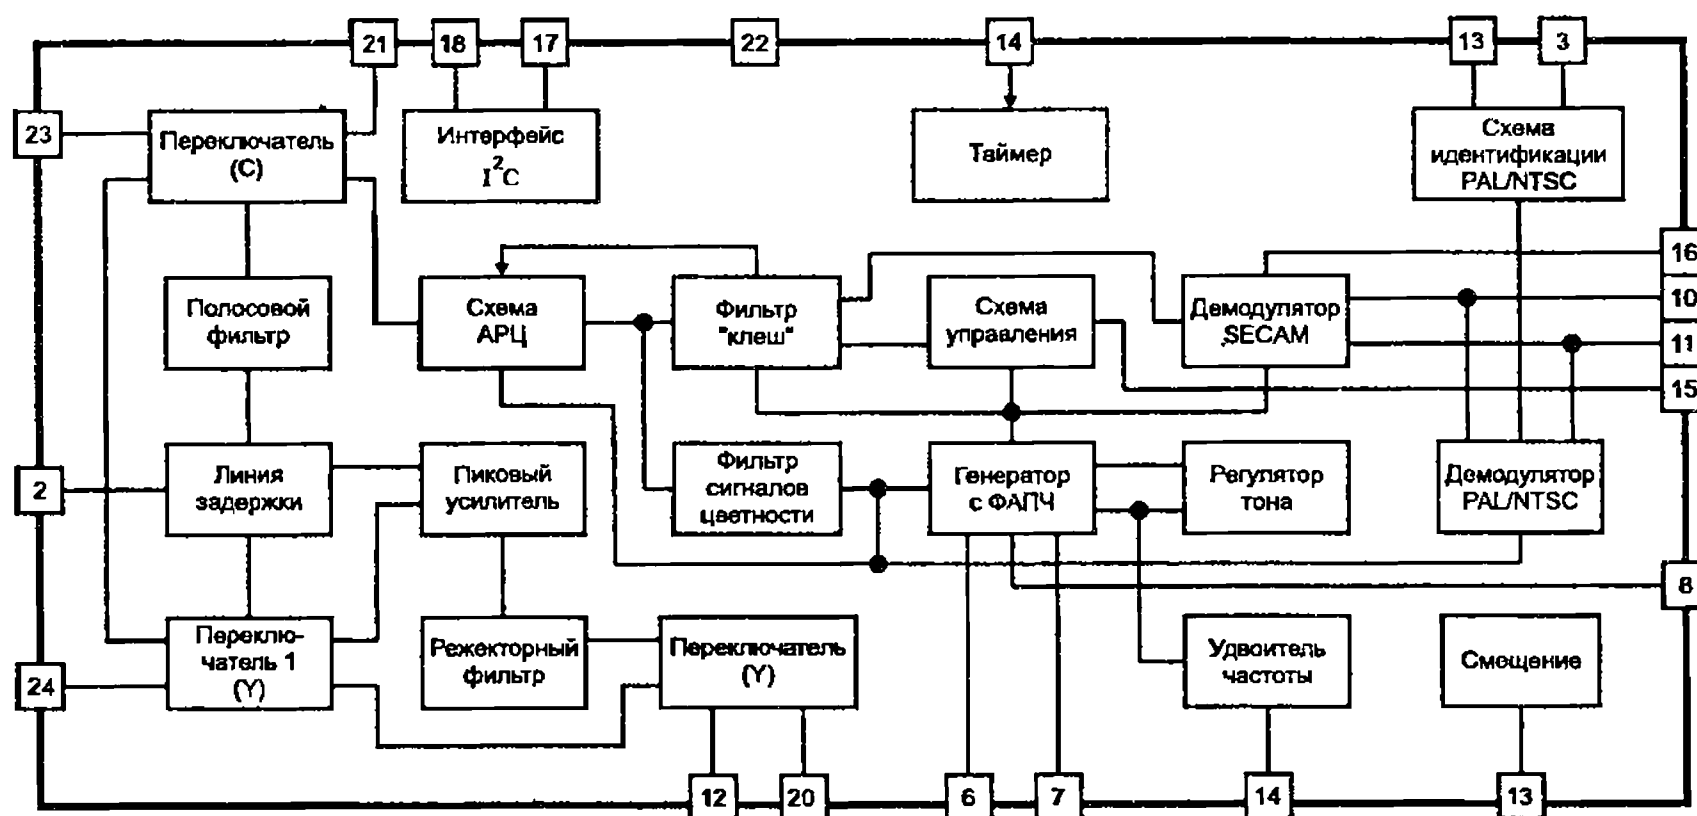 21
18
17
22
14
13
3
23
Переключатель
(C)
Интерфейс
I²C
Таймер
Схема
идентификации
PAL/NTSC
16
10
11
15
Полосовой
фильтр
Схема
АРЦ
Фильтр
"клеш"
Схема
управления
Демодулятор
SECAM
2
Линия
задержки
Пиковый
усилитель
Фильтр
сигналов
цветности
Генератор
с ФАПЧ
Регулятор
тона
Демодулятор
PAL/NTSC
8
24
Переклю-
чатель 1
(Y)
Режекторный
фильтр
Переключатель
(Y)
Удвоитель
частоты
Смещение
12
20
6
7
14
13